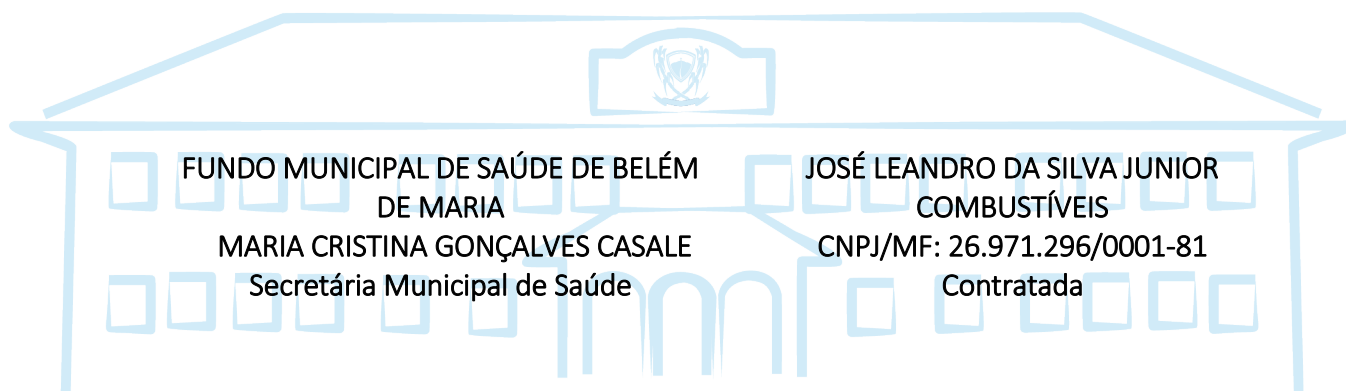 FUNDO MUNICIPAL DE SAÚDE DE BELÉM
DE MARIA
MARIA CRISTINA GONÇALVES CASALE
Secretária Municipal de Saúde
JOSÉ LEANDRO DA SILVA JUNIOR
COMBUSTÍVEIS
CNPJ/MF: 26.971.296/0001-81
Contratada